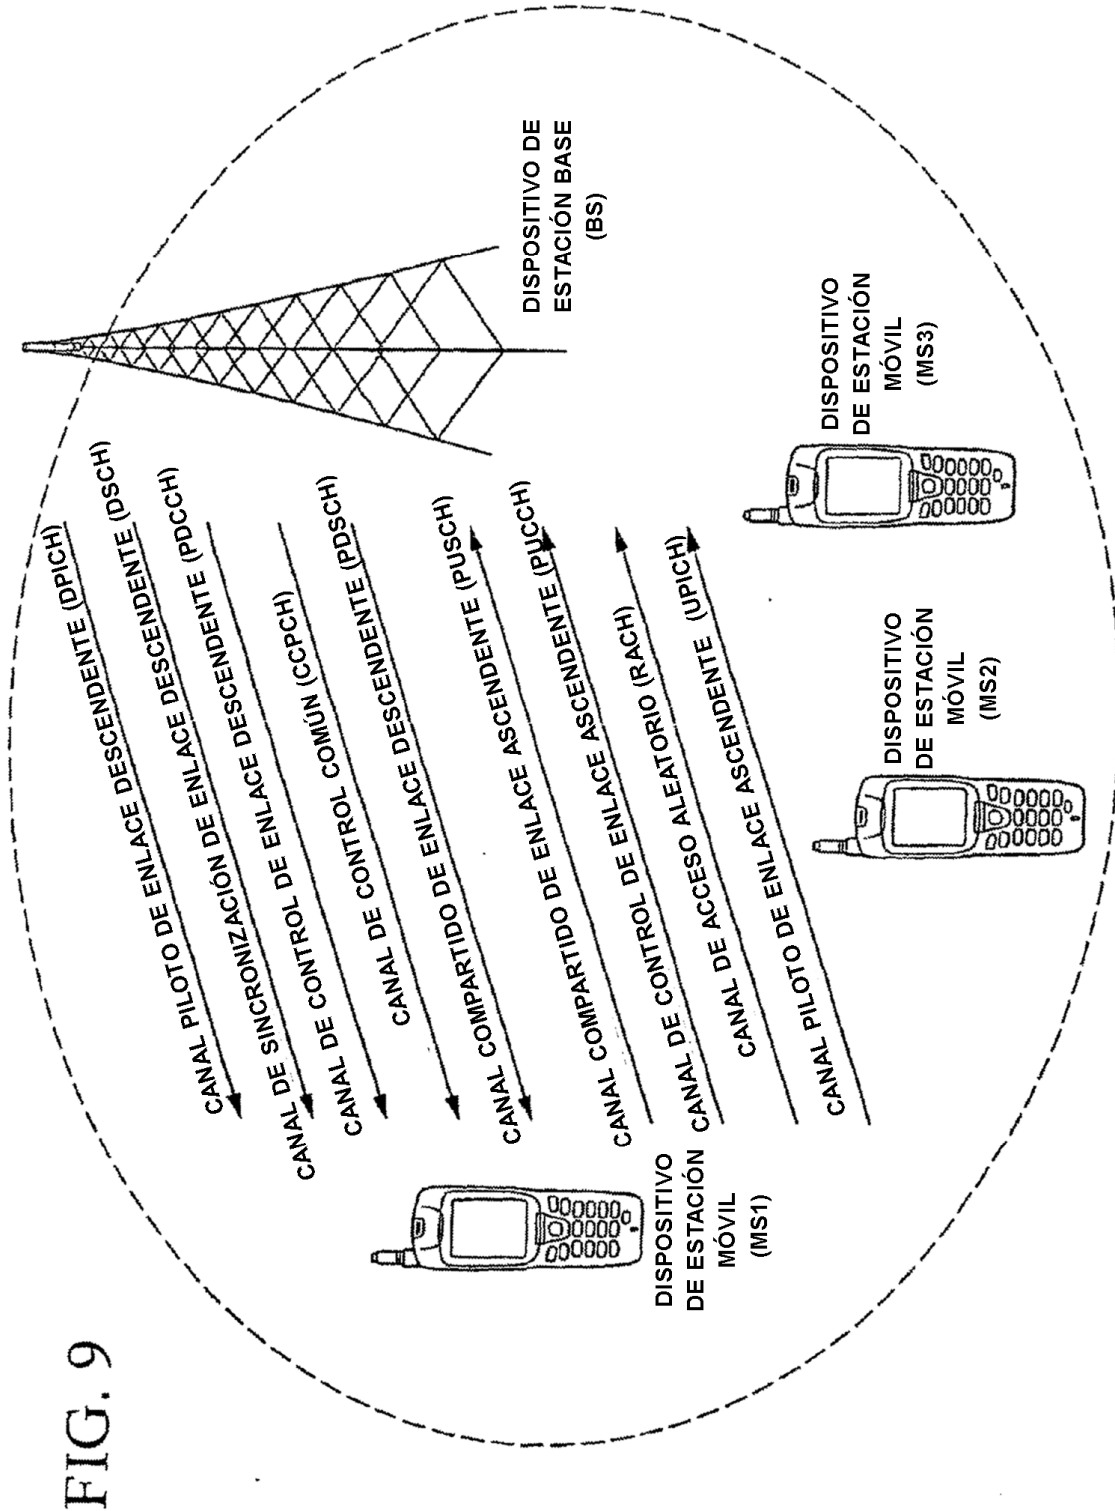 FIG. 9
CANAL PILOTO DE ENLACE DESCENDENTE (DPICH)
CANAL DE SINCRONIZACIÓN DE ENLACE DESCENDENTE (DSCH)
CANAL DE CONTROL DE ENLACE DESCENDENTE (PDCCH)
CANAL DE CONTROL COMÚN (CCPCH)
CANAL COMPARTIDO DE ENLACE DESCENDENTE (PDSCH)
CANAL COMPARTIDO DE ENLACE ASCENDENTE (PUSCH)
CANAL DE CONTROL DE ENLACE ASCENDENTE (PUCCH)
CANAL DE ACCESO ALEATORIO (RACH)
CANAL PILOTO DE ENLACE ASCENDENTE (UPICH)
DISPOSITIVO DE
ESTACIÓN BASE
(BS)
DISPOSITIVO
DE ESTACIÓN
MÓVIL
(MS1)
DISPOSITIVO
DE ESTACIÓN
MÓVIL
(MS2)
DISPOSITIVO
DE ESTACIÓN
MÓVIL
(MS3)